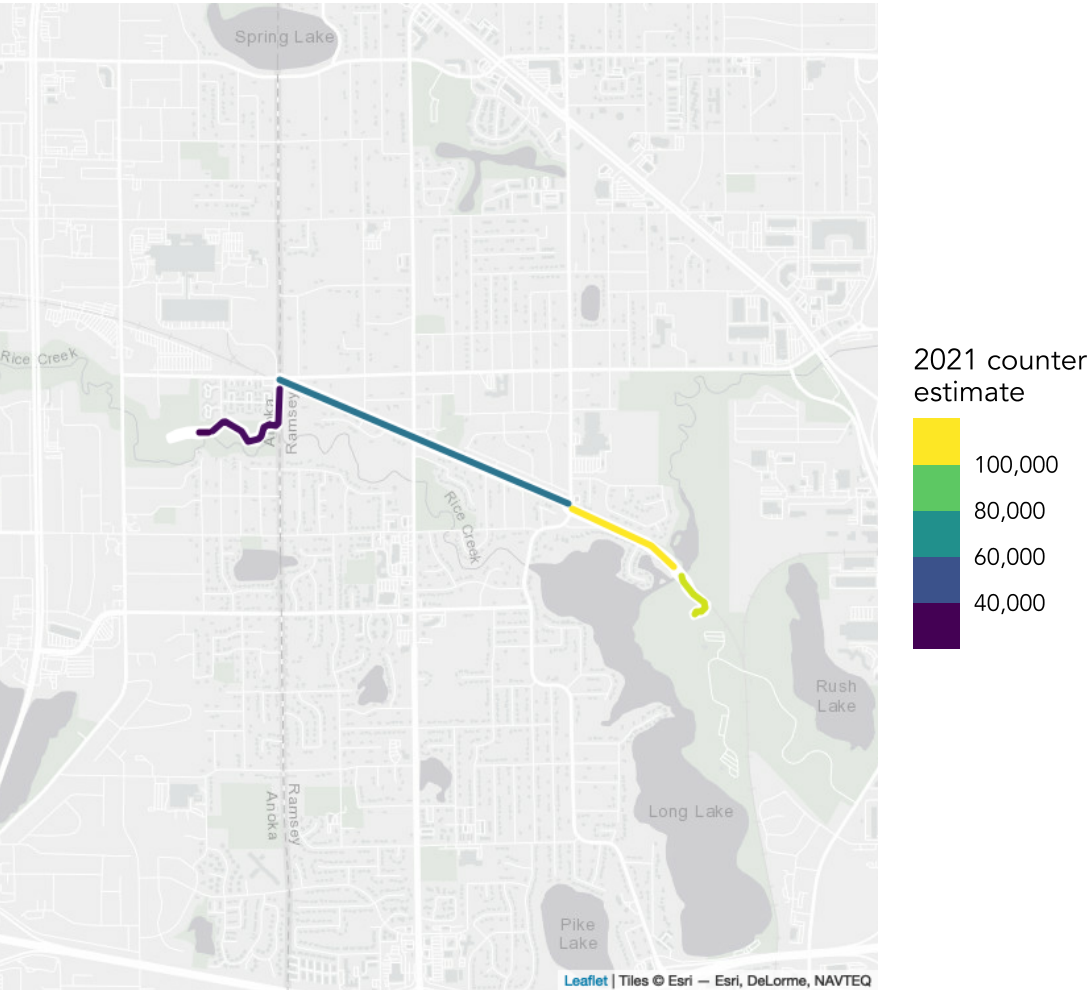 Spring Lake
Rice Creek
Anoka
Ramsey
Rice Creek
Rush
Lake
Ramsey
Anoka
Long Lake
Pike
Lake
Leaflet | Tiles © Esri — Esri, DeLorme, NAVTEQ
2021 counter
estimate
100,000
80,000
60,000
40,000